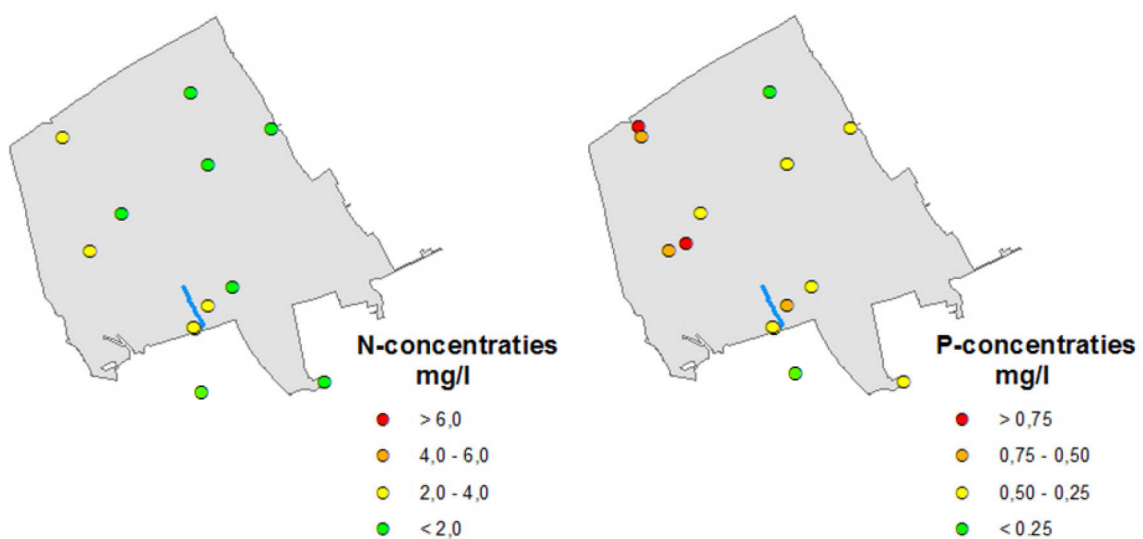 N-concentraties
mg/l
> 6,0
4,0 - 6,0
2,0 - 4,0
< 2,0
P-concentraties
mg/l
> 0,75
0,75 - 0,50
0,50 - 0,25
< 0.25